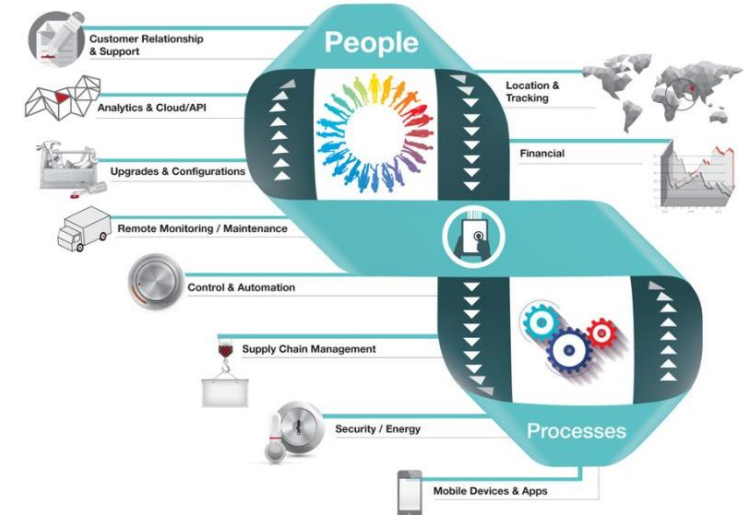 People
Customer Relationship
& Support
Location &
Tracking
Analytics & Cloud/API
Financial
Upgrades & Configurations
Remote Monitoring / Maintenance
Control & Automation
Supply Chain Management
Security / Energy
Processes
Mobile Devices & Apps